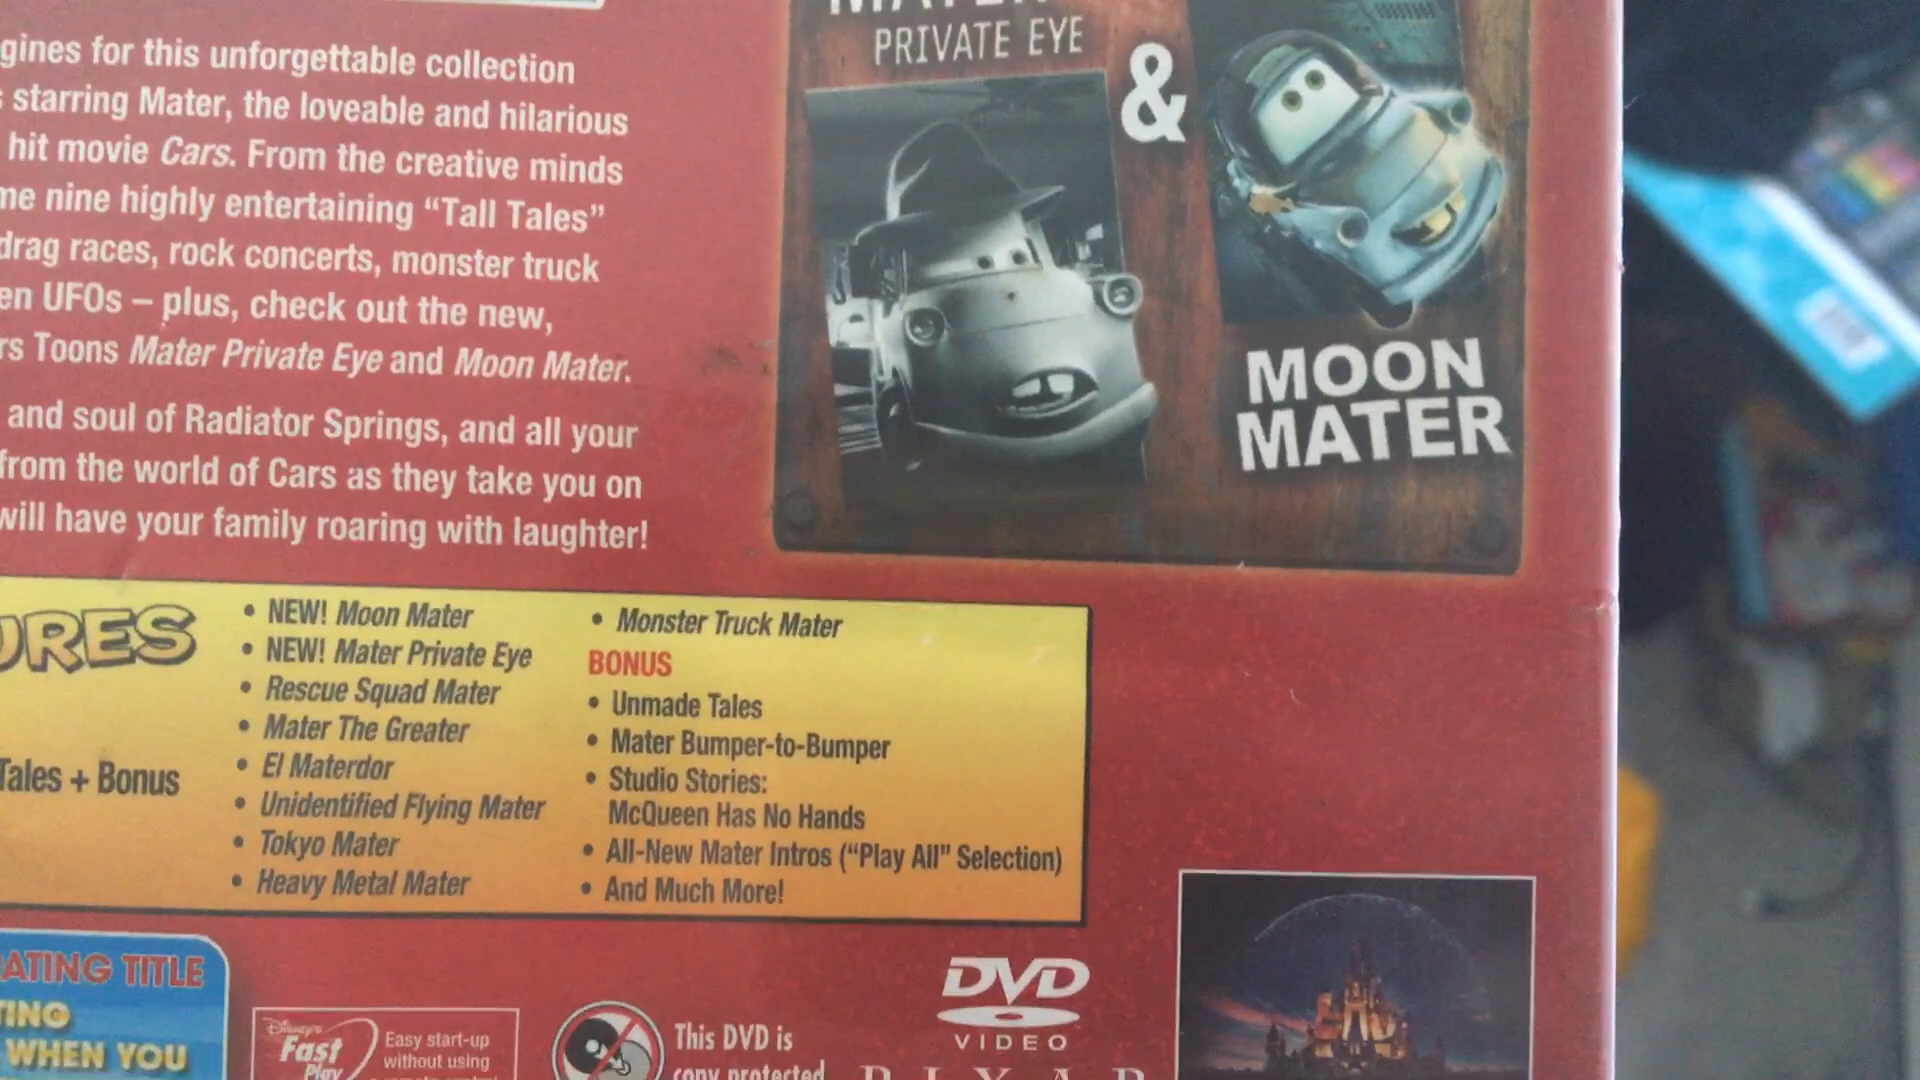 PRIVATE EYE
&
MOON
MATER
for this unforgettable collection
starring Mater, the loveable and hilarious
hit movie Cars. From the creative minds
nine highly entertaining “Tall Tales”
drag races, rock concerts, monster truck
UFOs – plus, check out the new,
Toons Mater Private Eye and Moon Mater.
and soul of Radiator Springs, and all your
from the world of Cars as they take you on
will have your family roaring with laughter!
Tales + Bonus
• NEW! Moon Mater
• NEW! Mater Private Eye
• Rescue Squad Mater
• Mater The Greater
• El Materdor
• Unidentified Flying Mater
• Tokyo Mater
• Heavy Metal Mater
• Monster Truck Mater
BONUS
• Unmade Tales
• Mater Bumper-to-Bumper
• Studio Stories:
McQueen Has No Hands
• All-New Mater Intros (“Play All” Selection)
• And Much More!
TITLE
WHEN YOU
Disney's
Fast
Play
Easy start-up
without using
This DVD is
copy protected
DVD
VIDEO
PIXAR